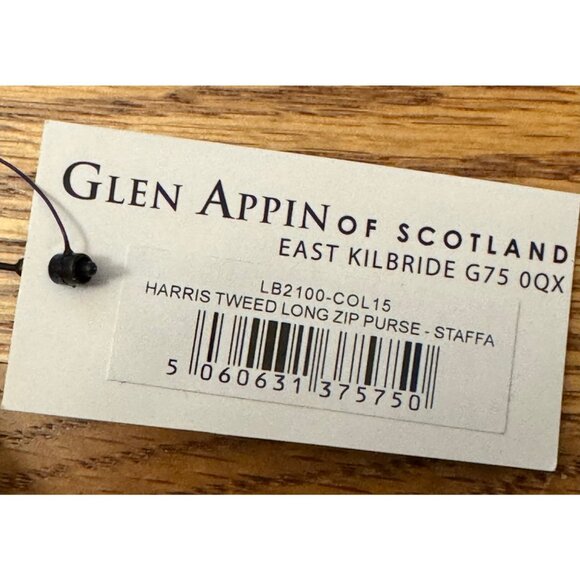 GLEN APPIN OF SCOTLAND
EAST KILBRIDE G75 0QX
LB2100-COL15
HARRIS TWEED LONG ZIP PURSE - STAFFA
5 060631 375750